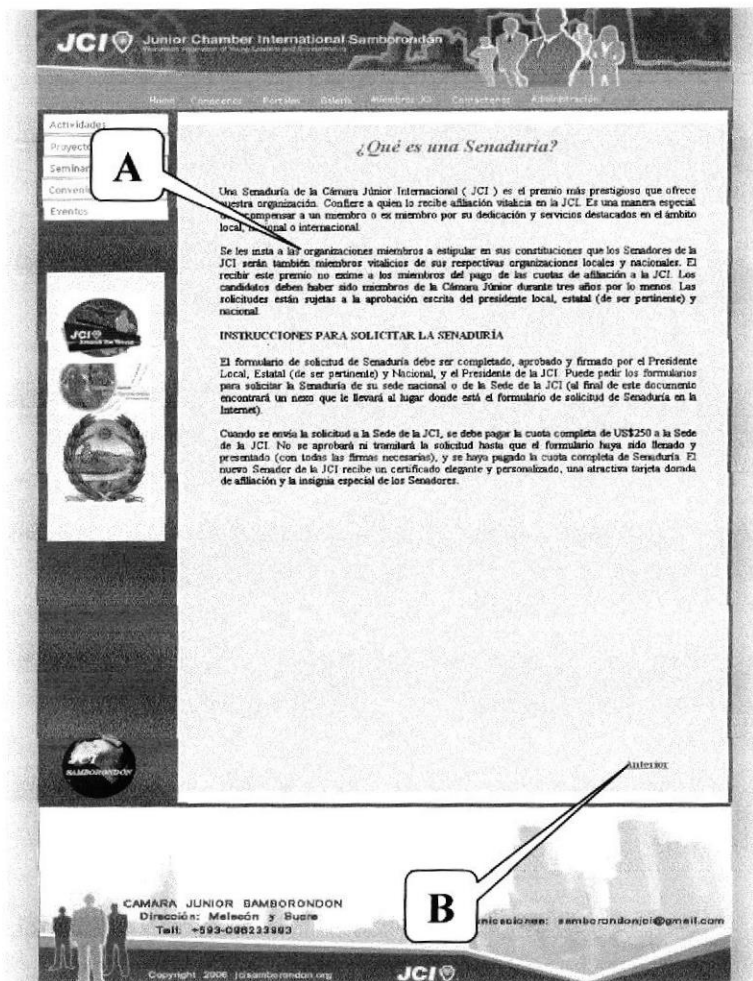 JCI Junior Chamber International Samborondón
Worldwide Federation of Young Leaders and Entrepreneurs
Home Conócenos Portales Galería Miembros JCI Contáctenos Administración
Actividades
Proyecto
Seminar
Conveni
Eventos
A
¿Qué es una Senaduría?
Una Senaduría de la Cámara Júnior Internacional ( JCI ) es el premio más prestigioso que ofrece
nuestra organización. Confiere a quien lo recibe afiliación vitalicia en la JCI. Es una manera especial
compensar a un miembro o ex miembro por su dedicación y servicios destacados en el ámbito
local, nacional o internacional.
Se les insta a las organizaciones miembros a estipular en sus constituciones que los Senadores de la
JCI serán también miembros vitalicios de sus respectivas organizaciones locales y nacionales. El
recibir este premio no exime a los miembros del pago de las cuotas de afiliación a la JCI. Los
candidatos deben haber sido miembros de la Cámara Júnior durante tres años por lo menos. Las
solicitudes están sujetas a la aprobación escrita del presidente local, estatal (de ser pertinente) y
nacional.
INSTRUCCIONES PARA SOLICITAR LA SENADURÍA
El formulario de solicitud de Senaduría debe ser completado, aprobado y firmado por el Presidente
Local, Estatal (de ser pertinente) y Nacional, y el Presidente de la JCI. Puede pedir los formularios
para solicitar la Senaduría de su sede nacional o de la Sede de la JCI (al final de este documento
encontrará un nexo que le llevará al lugar donde está el formulario de solicitud de Senaduría en la
Internet).
Cuando se envía la solicitud a la Sede de la JCI, se debe pagar la cuota completa de US$250 a la Sede
de la JCI. No se aprobará ni tramitará la solicitud hasta que el formulario haya sido llenado y
presentado (con todas las firmas necesarias), y se haya pagado la cuota completa de Senaduría. El
nuevo Senador de la JCI recibe un certificado elegante y personalizado, una atractiva tarjeta dorada
de afiliación y la insignia especial de los Senadores.
JCI
JCI
SAMBORONDÓN
Anterior
B
CAMARA JUNIOR SAMBORONDON
Dirección: Malecón y Sucre
Telf: +593-096223993
unicaciones: samborondonjci@gmail.com
Copyright 2006 jcisamborondon.org
JCI